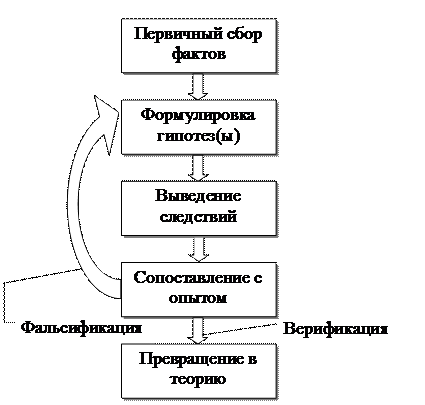 Первичный сбор
фактов
Формулировка
гипотез(ы)
Выведение
следствий
Сопоставление с
опытом
Фальсификация
Верификация
Превращение в
теорию